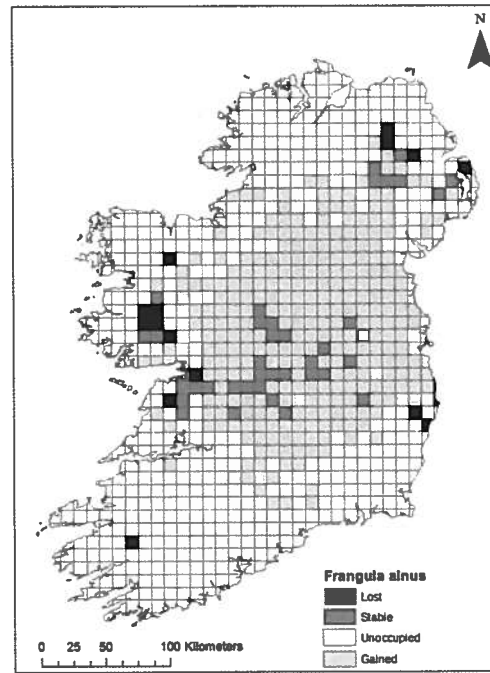 N
Frangula alnus
Lost
Stable
Unoccupied
Gained
0 25 50 100 Kilometers